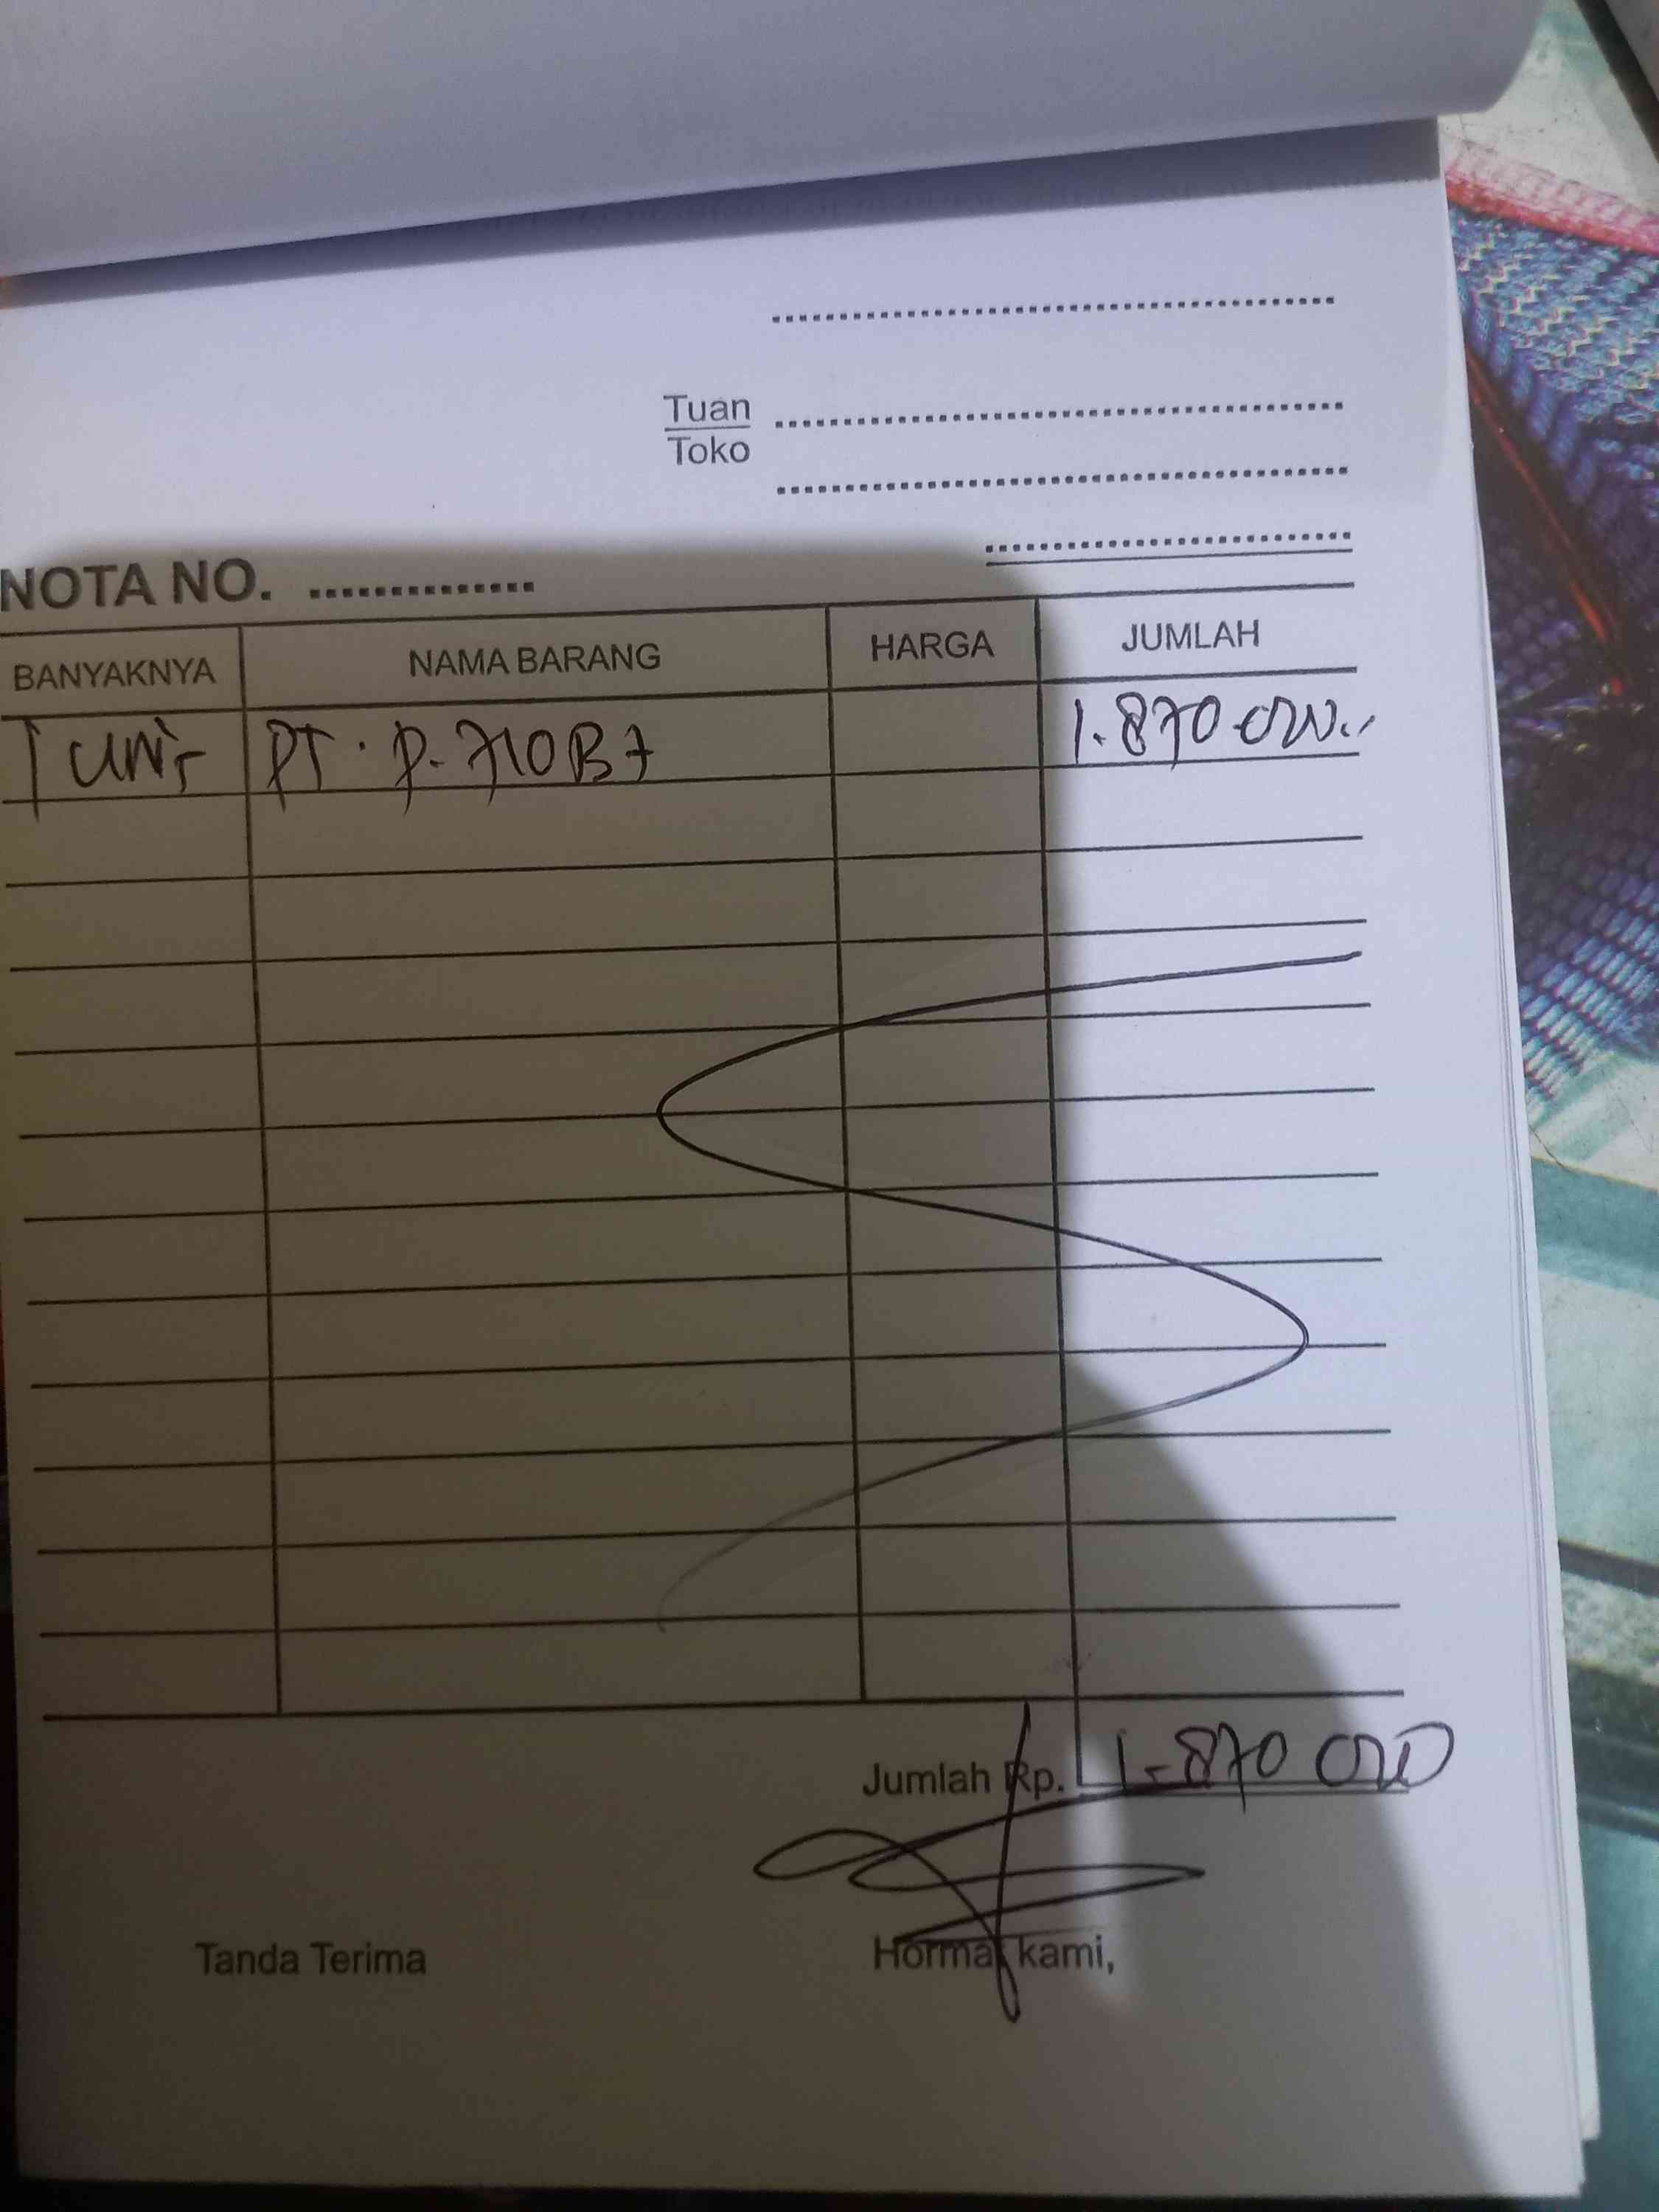 Tuan
Toko
NOTA NO.
BANYAKNYA NAMA BARANG HARGA JUMLAH
1 UNIT PT. P. 710B7 1.870 000
Jumlah Rp. 1.870 000
Tanda Terima Hormat kami,